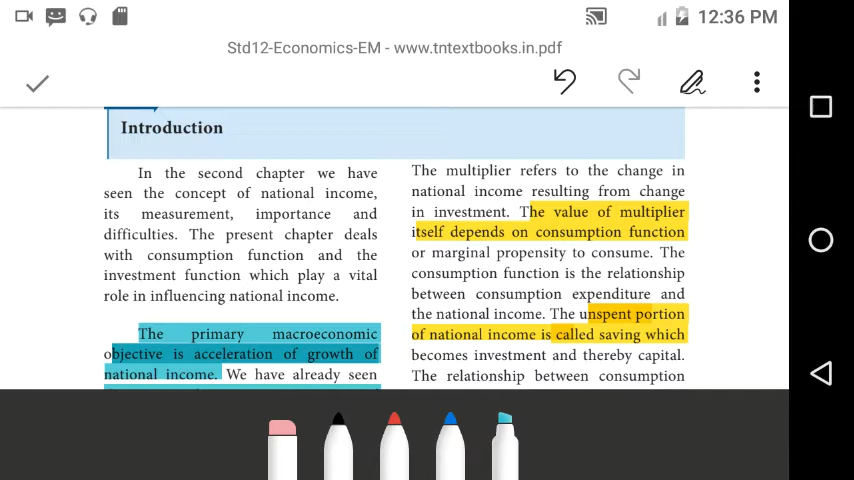 12:36 PM
Std12-Economics-EM - www.tntextbooks.in.pdf
Introduction
In the second chapter we have
seen the concept of national income,
its measurement, importance and
difficulties. The present chapter deals
with consumption function and the
investment function which play a vital
role in influencing national income.
The primary macroeconomic
objective is acceleration of growth of
national income. We have already seen
The multiplier refers to the change in
national income resulting from change
in investment. The value of multiplier
itself depends on consumption function
or marginal propensity to consume. The
consumption function is the relationship
between consumption expenditure and
the national income. The unspent portion
of national income is called saving which
becomes investment and thereby capital.
The relationship between consumption